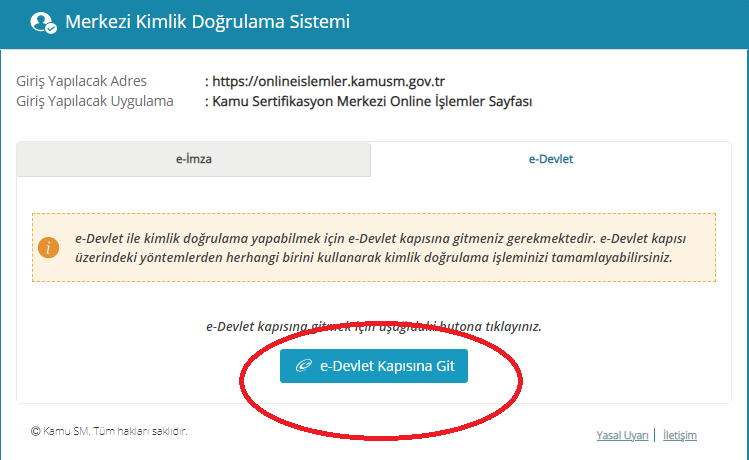 Merkezi Kimlik Doğrulama Sistemi
Giriş Yapılacak Adres : https://onlineislemler.kamusm.gov.tr
Giriş Yapılacak Uygulama : Kamu Sertifikasyon Merkezi Online İşlemler Sayfası
e-İmza e-Devlet
e-Devlet ile kimlik doğrulama yapabilmek için e-Devlet kapısına gitmeniz gerekmektedir. e-Devlet kapısı
üzerindeki yöntemlerden herhangi birini kullanarak kimlik doğrulama işleminizi tamamlayabilirsiniz.
e-Devlet kapısına gitmek için aşağıdaki butona tıklayınız.
e-Devlet Kapısına Git
© Kamu SM, Tüm hakları saklıdır. Yasal Uyarı | İletişim